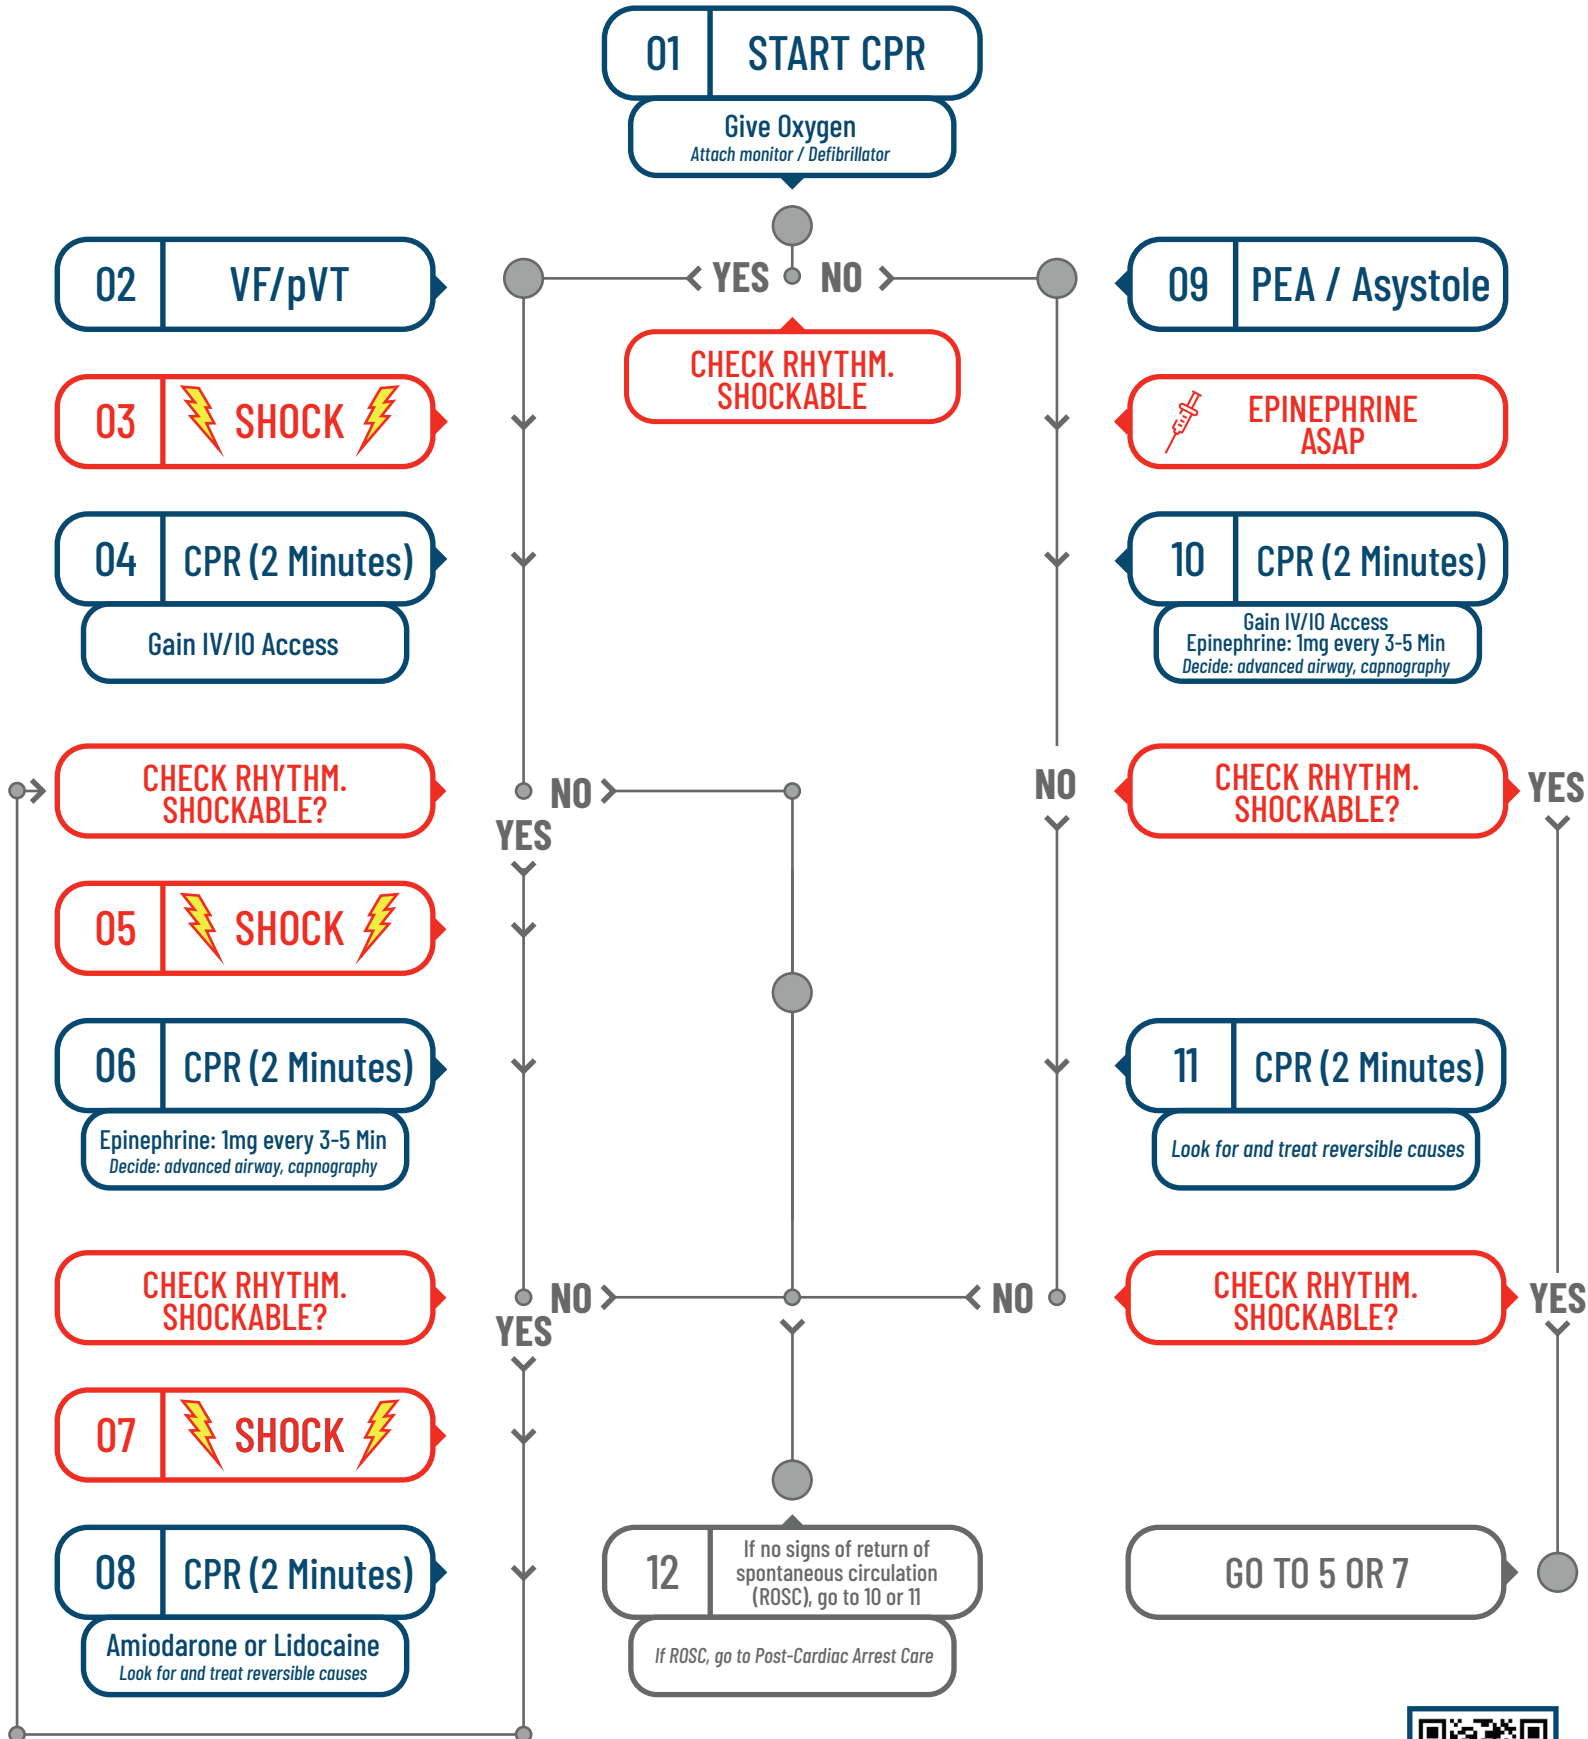 01 START CPR
Give Oxygen
Attach monitor / Defibrillator
YES NO
CHECK RHYTHM.
SHOCKABLE
02 VF/pVT
03 SHOCK
04 CPR (2 Minutes)
Gain IV/IO Access
CHECK RHYTHM.
SHOCKABLE?
NO
YES
05 SHOCK
06 CPR (2 Minutes)
Epinephrine: 1mg every 3-5 Min
Decide: advanced airway, capnography
CHECK RHYTHM.
SHOCKABLE?
NO
YES
07 SHOCK
08 CPR (2 Minutes)
Amiodarone or Lidocaine
Look for and treat reversible causes
09 PEA / Asystole
EPINEPHRINE
ASAP
10 CPR (2 Minutes)
Gain IV/IO Access
Epinephrine: 1mg every 3-5 Min
Decide: advanced airway, capnography
NO
CHECK RHYTHM.
SHOCKABLE?
YES
11 CPR (2 Minutes)
Look for and treat reversible causes
NO
CHECK RHYTHM.
SHOCKABLE?
YES
GO TO 5 OR 7
12
If no signs of return of
spontaneous circulation
(ROSC), go to 10 or 11
If ROSC, go to Post-Cardiac Arrest Care